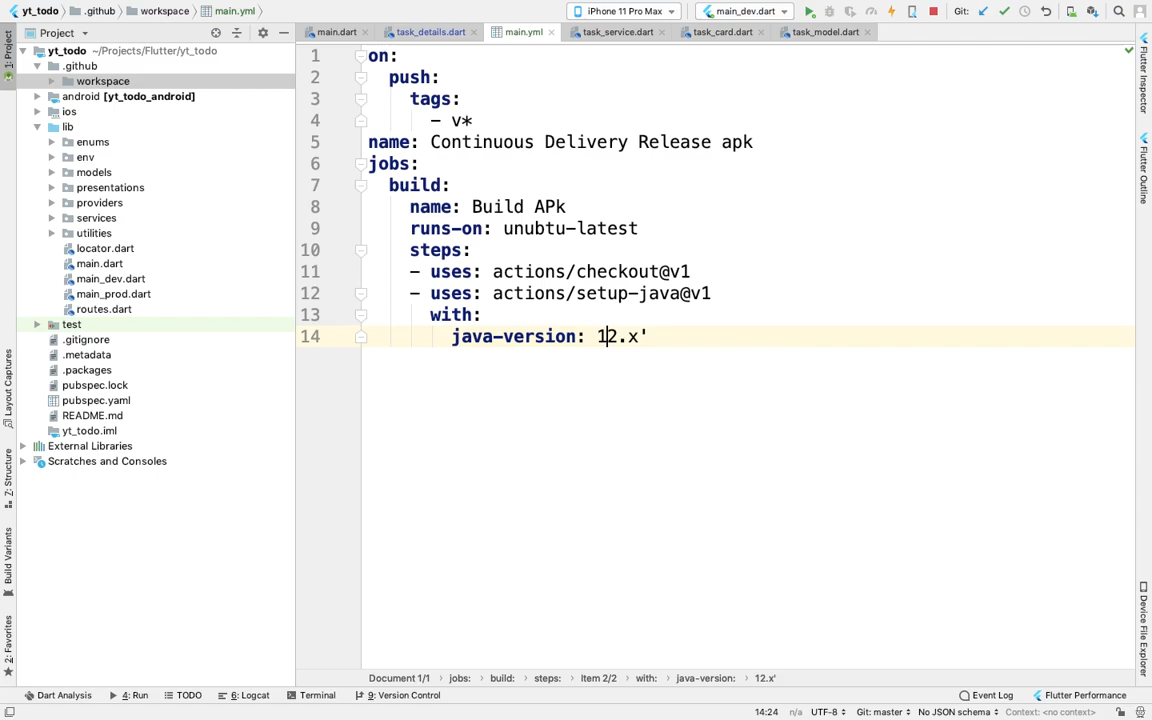 yt_todo .github workspace main.yml iPhone 11 Pro Max main_dev.dart Git:
Project main.dart task_details.dart main.yml task_service.dart task_card.dart task_model.dart
yt_todo ~/Projects/Flutter/yt_todo
.github
workspace
android [yt_todo_android]
ios
lib
enums
env
models
presentations
providers
services
utilities
locator.dart
main.dart
main_dev.dart
main_prod.dart
routes.dart
test
.gitignore
.metadata
.packages
pubspec.lock
pubspec.yaml
README.md
yt_todo.iml
External Libraries
Scratches and Consoles
1 on:
2 push:
3 tags:
4 - v*
5 name: Continuous Delivery Release apk
6 jobs:
7 build:
8 name: Build APk
9 runs-on: unubtu-latest
10 steps:
11 - uses: actions/checkout@v1
12 - uses: actions/setup-java@v1
13 with:
14 java-version: 12.x'
1: Project
Layout Captures
7: Structure
Build Variants
2: Favorites
Flutter Inspector
Flutter Outline
Device File Explorer
Document 1/1 jobs: build: steps: Item 2/2 with: java-version: 12.x'
Dart Analysis 4: Run TODO 6: Logcat Terminal 9: Version Control Event Log Flutter Performance
14:24 n/a UTF-8 Git: master No JSON schema Context: <no context>